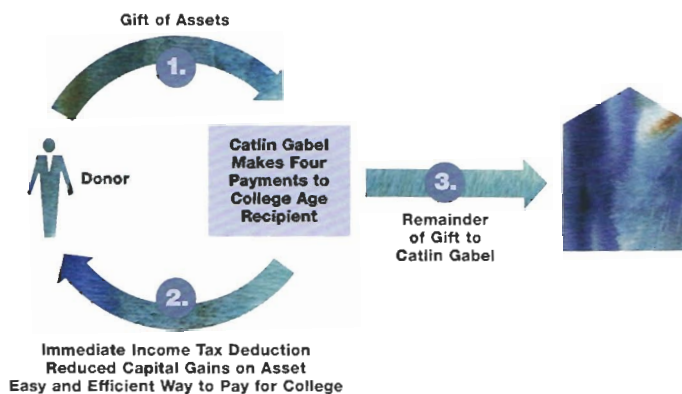 Gift of Assets
1.
Donor
Catlin Gabel
Makes Four
Payments to
College Age
Recipient
3.
Remainder
of Gift to
Catlin Gabel
2.
Immediate Income Tax Deduction
Reduced Capital Gains on Asset
Easy and Efficient Way to Pay for College